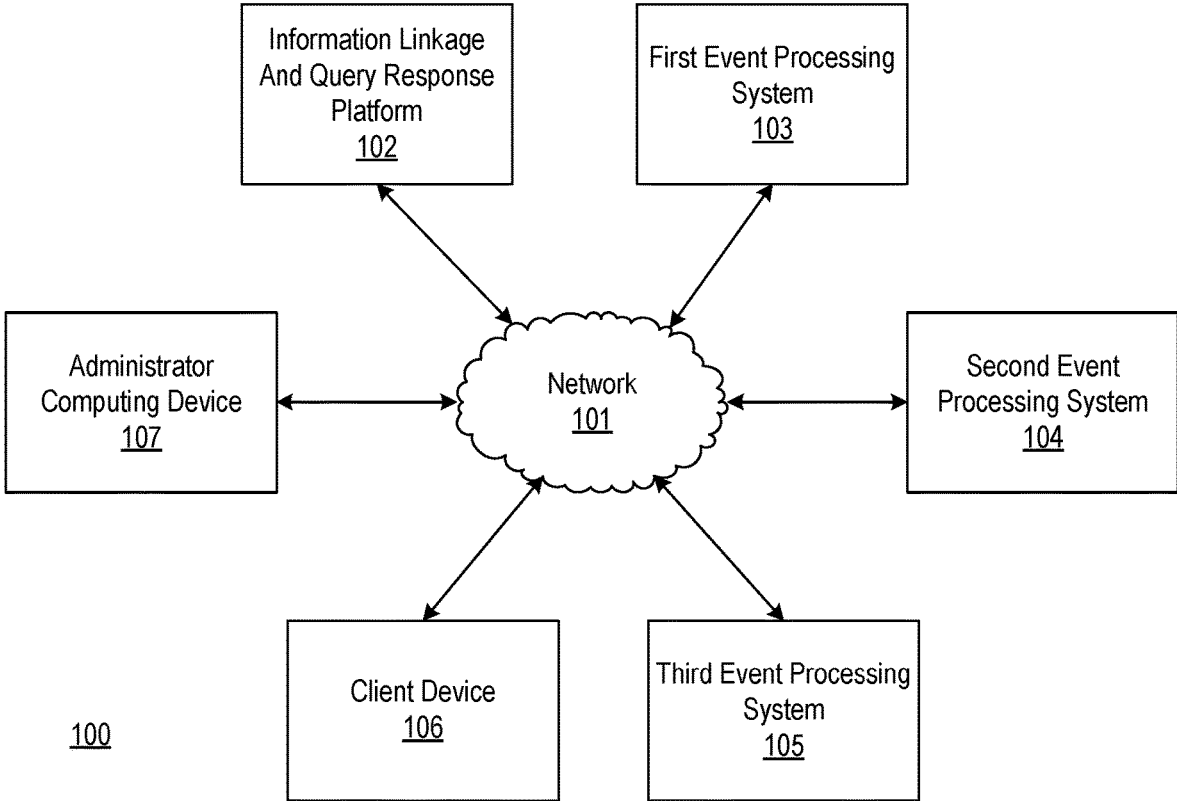 Information Linkage
And Query Response
Platform
102
First Event Processing
System
103
Administrator
Computing Device
107
Network
101
Second Event
Processing System
104
Client Device
106
Third Event Processing
System
105
100